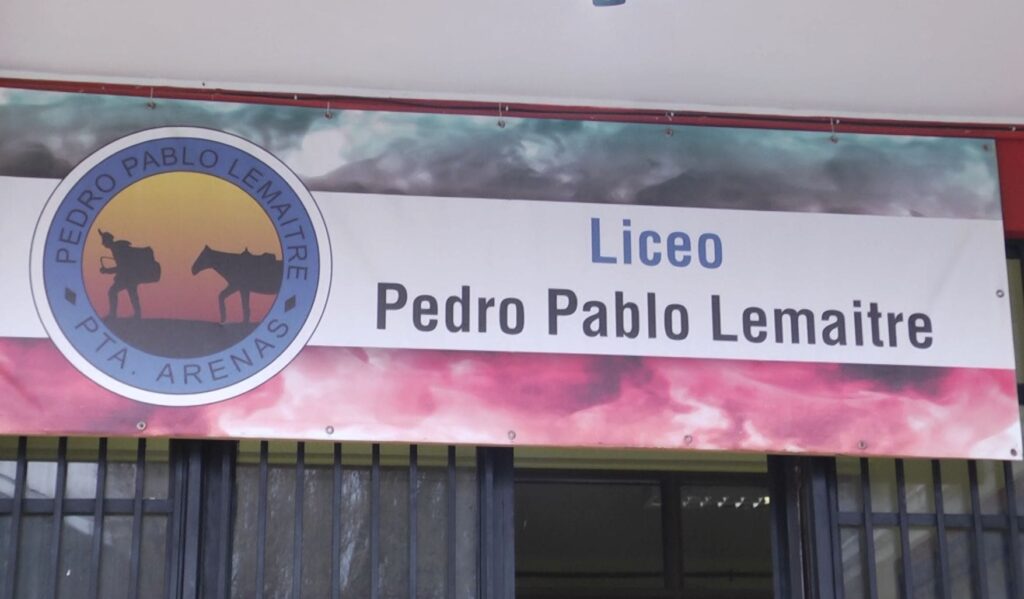 PEDRO PABLO LEMAITRE
PTA. ARENAS
Liceo
Pedro Pablo Lemaitre